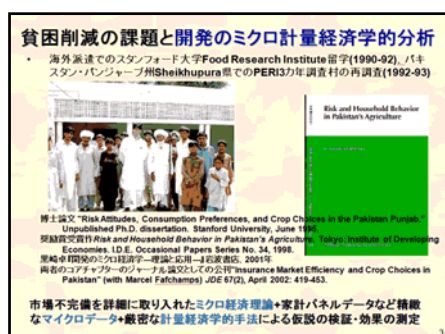 貧困削減の課題と開発のミクロ計量経済学的分析
• 海外派遣でのスタンフォード大学Food Research Institute留学(1990-92)、パキ
スタン・パンジャーブ州Sheikhupura県でのPERI3カ年調査村の再調査(1992-93)
Risk and Household Behavior
in Pakistan's Agriculture
博士論文 "Risk Attitudes, Consumption Preferences, and Crop Choices in the Pakistan Punjab."
Unpublished Ph.D. dissertation. Stanford University, June 1995.
奨励賞受賞作Risk and Household Behavior in Pakistan's Agriculture. Tokyo: Institute of Developing
Economies. I.D.E. Occasional Papers Series No. 34, 1998.
黒崎卓『開発のミクロ経済学―理論と応用―』岩波書店, 2001年
両者のコアチャプターのジャーナル論文としての公刊"Insurance Market Efficiency and Crop Choices in
Pakistan" (with Marcel Fafchamps) JDE 67(2), April 2002: 419-453.
市場不完備を詳細に取り入れたミクロ経済理論+家計パネルデータなど精緻
なマイクロデータ+厳密な計量経済学的手法による仮説の検証・効果の測定